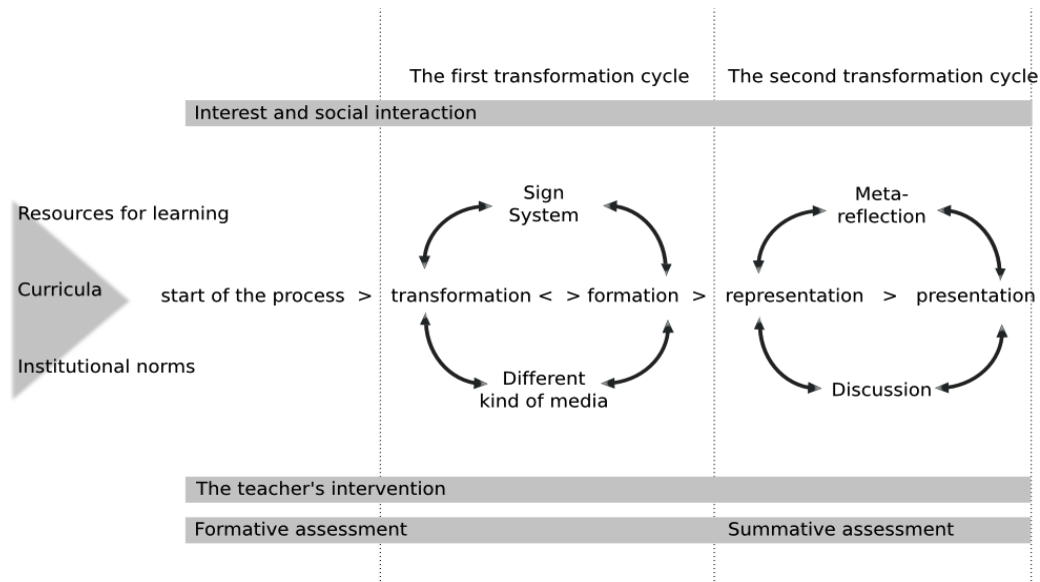 The first transformation cycle
The second transformation cycle
Interest and social interaction
Sign
System
Meta-
reflection
Resources for learning
Curricula
start of the process > transformation < > formation > representation > presentation
Institutional norms
Different
kind of media
Discussion
The teacher's intervention
Formative assessment
Summative assessment